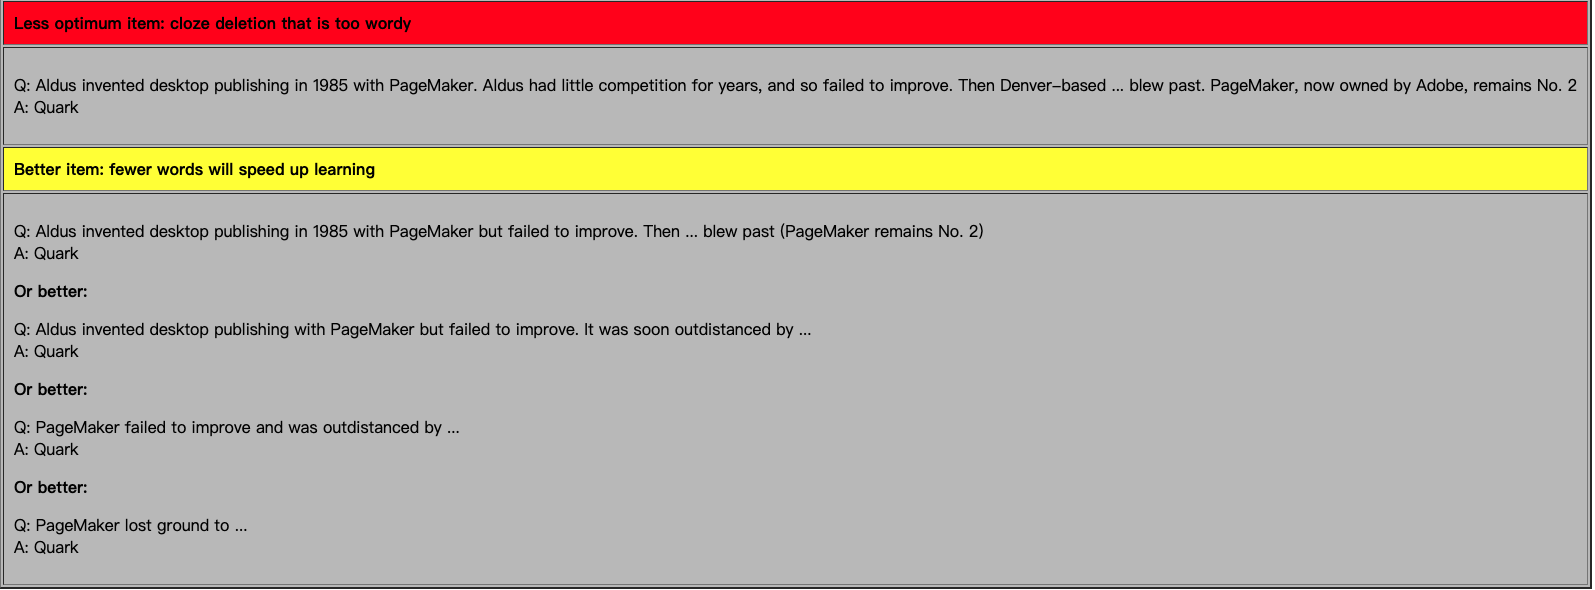 Less optimum item: cloze deletion that is too wordy
Q: Aldus invented desktop publishing in 1985 with PageMaker. Aldus had little competition for years, and so failed to improve. Then Denver-based ... blew past. PageMaker, now owned by Adobe, remains No. 2
A: Quark
Better item: fewer words will speed up learning
Q: Aldus invented desktop publishing in 1985 with PageMaker but failed to improve. Then ... blew past (PageMaker remains No. 2)
A: Quark
Or better:
Q: Aldus invented desktop publishing with PageMaker but failed to improve. It was soon outdistanced by ...
A: Quark
Or better:
Q: PageMaker failed to improve and was outdistanced by ...
A: Quark
Or better:
Q: PageMaker lost ground to ...
A: Quark